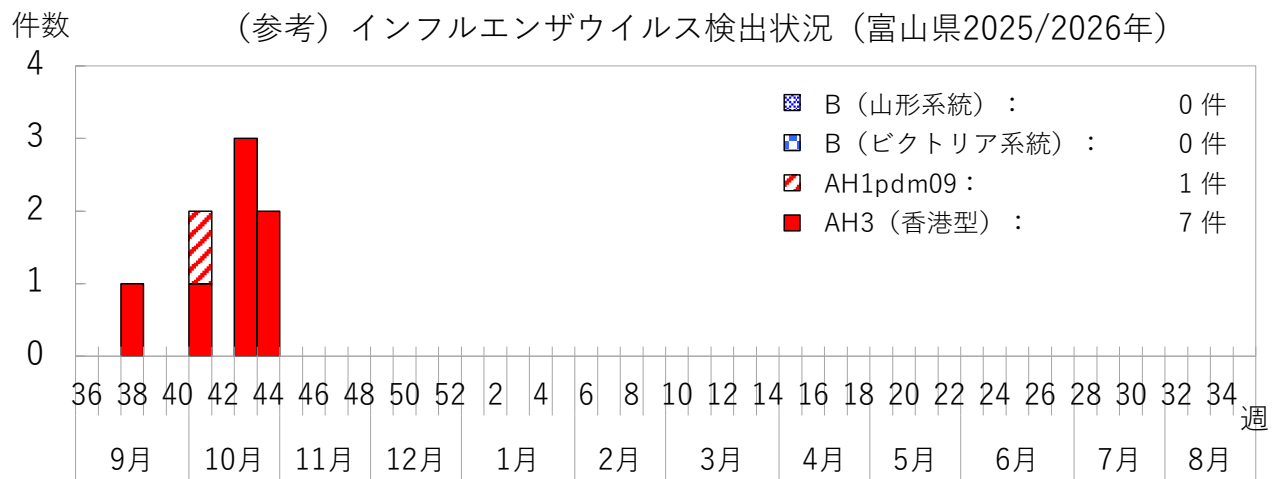 件数
（参考）インフルエンザウイルス検出状況（富山県2025/2026年）
4
3
2
1
0
B（山形系統）： 0 件
B（ビクトリア系統）： 0 件
AH1pdm09： 1 件
AH3（香港型）： 7 件
36 38 40 42 44 46 48 50 52 2 4 6 8 10 12 14 16 18 20 22 24 26 28 30 32 34
週
9月 10月 11月 12月 1月 2月 3月 4月 5月 6月 7月 8月